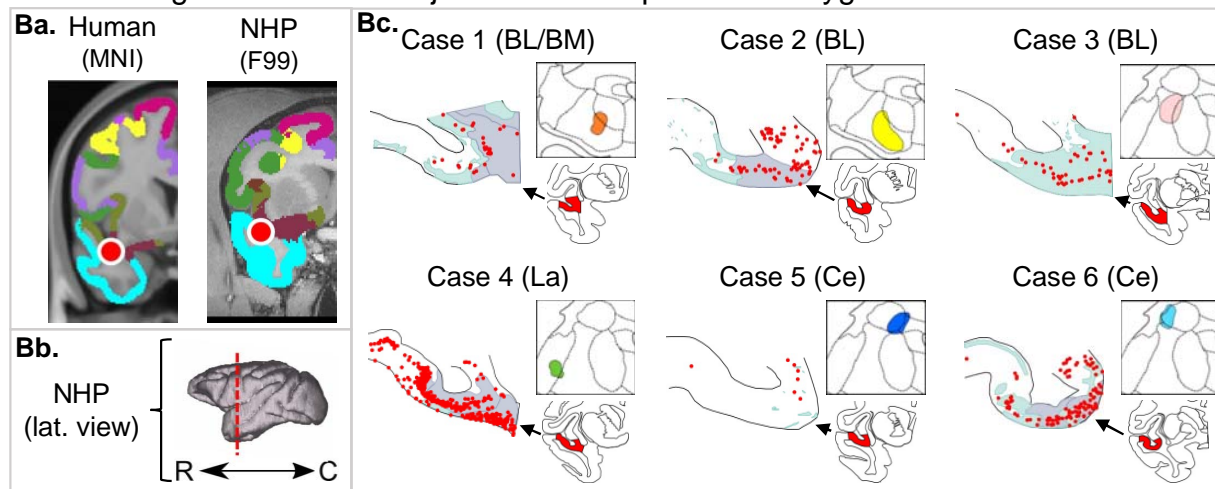 Ba.
Human
(MNI)
NHP
(F99)
Bb.
NHP
(lat. view)
R
C
Bc.
Case 1 (BL/BM)
Case 2 (BL)
Case 3 (BL)
Case 4 (La)
Case 5 (Ce)
Case 6 (Ce)